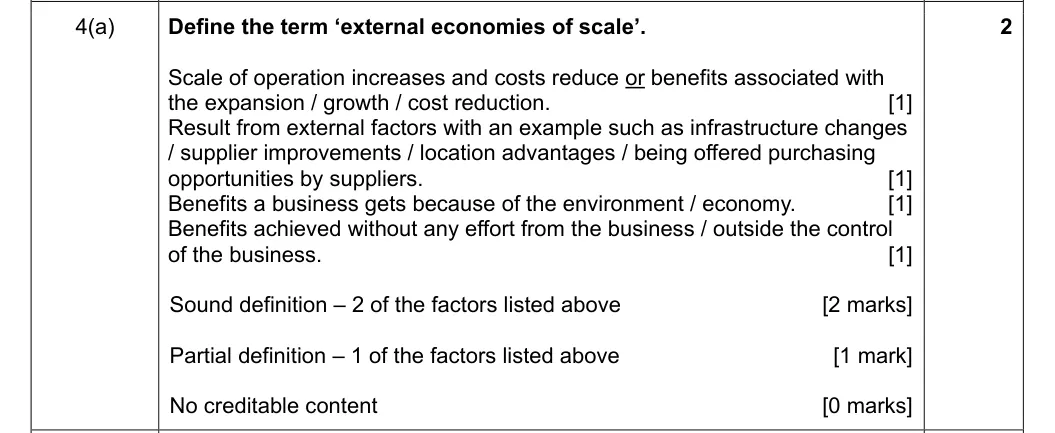 4(a) Define the term ‘external economies of scale’. 2
Scale of operation increases and costs reduce or benefits associated with
the expansion / growth / cost reduction. [1]
Result from external factors with an example such as infrastructure changes
/ supplier improvements / location advantages / being offered purchasing
opportunities by suppliers. [1]
Benefits a business gets because of the environment / economy. [1]
Benefits achieved without any effort from the business / outside the control
of the business. [1]
Sound definition – 2 of the factors listed above [2 marks]
Partial definition – 1 of the factors listed above [1 mark]
No creditable content [0 marks]